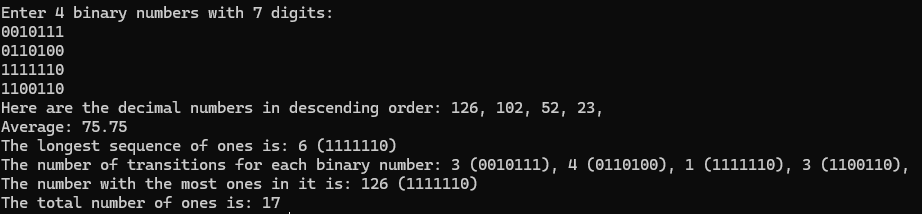 Enter 4 binary numbers with 7 digits:
0010111
0110100
1111110
1100110
Here are the decimal numbers in descending order: 126, 102, 52, 23,
Average: 75.75
The longest sequence of ones is: 6 (1111110)
The number of transitions for each binary number: 3 (0010111), 4 (0110100), 1 (1111110), 3 (1100110),
The number with the most ones in it is: 126 (1111110)
The total number of ones is: 17